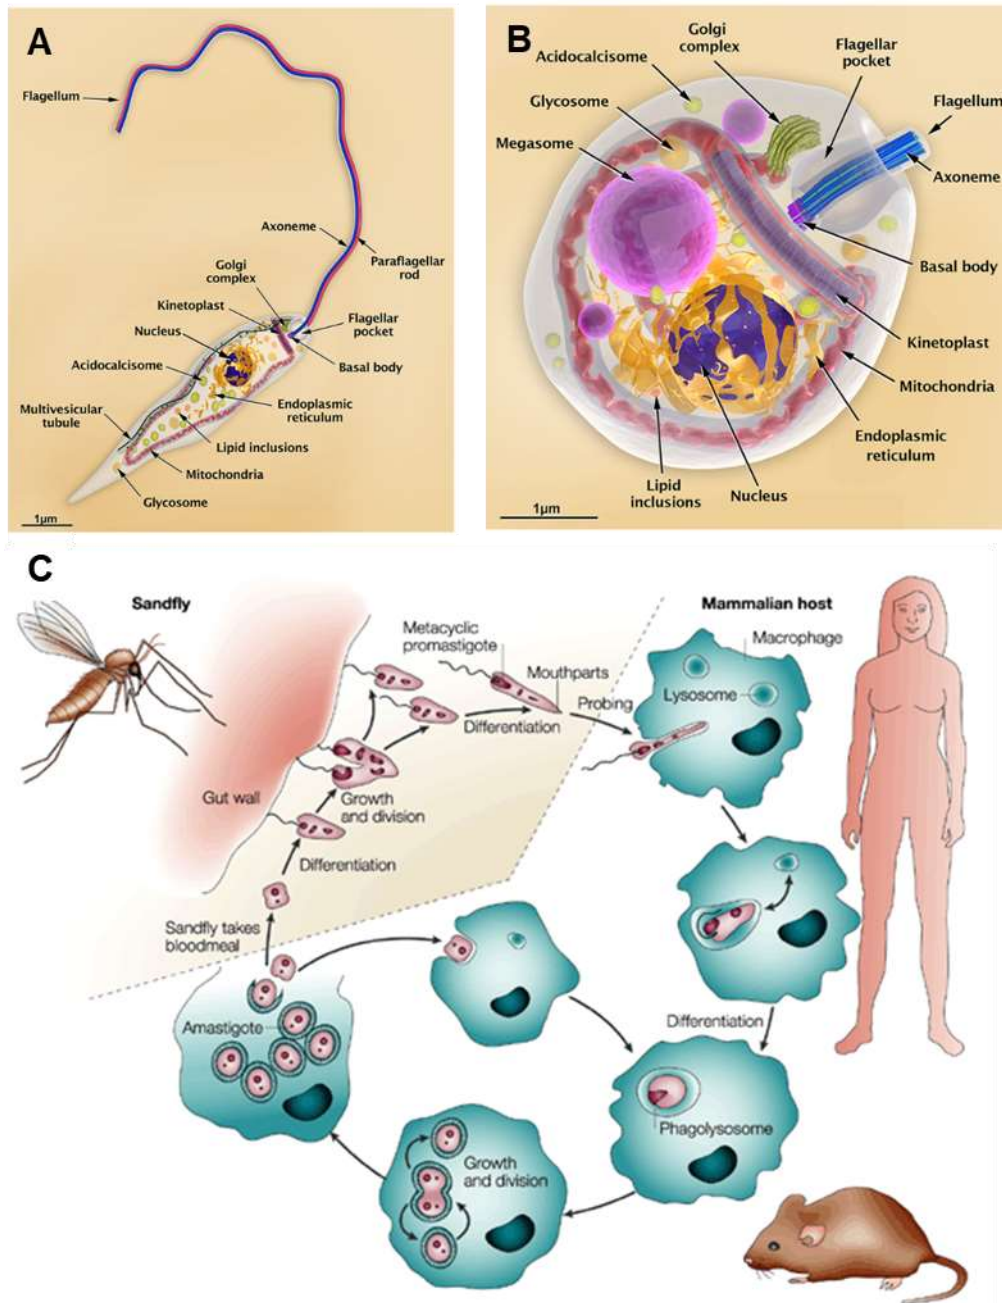 A
Flagellum
Axoneme
Paraflagellar
rod
Golgi
complex
Kinetoplast
Nucleus
Flagellar
pocket
Acidocalcisome
Basal body
Multivesicular
tubule
Endoplasmic
reticulum
Lipid inclusions
Mitochondria
Glycosome
1µm
B
Golgi
complex
Acidocalcisome
Flagellar
pocket
Glycosome
Flagellum
Megasome
Axoneme
Basal body
Kinetoplast
Mitochondria
Endoplasmic
reticulum
Lipid
inclusions
Nucleus
1µm
C
Sandfly
Mammalian host
Metacyclic
promastigote
Macrophage
Mouthparts
Lysosome
Probing
Differentiation
Gut wall
Growth
and division
Differentiation
Sandfly takes
bloodmeal
Amastigote
Differentiation
Phagolysosome
Growth
and division